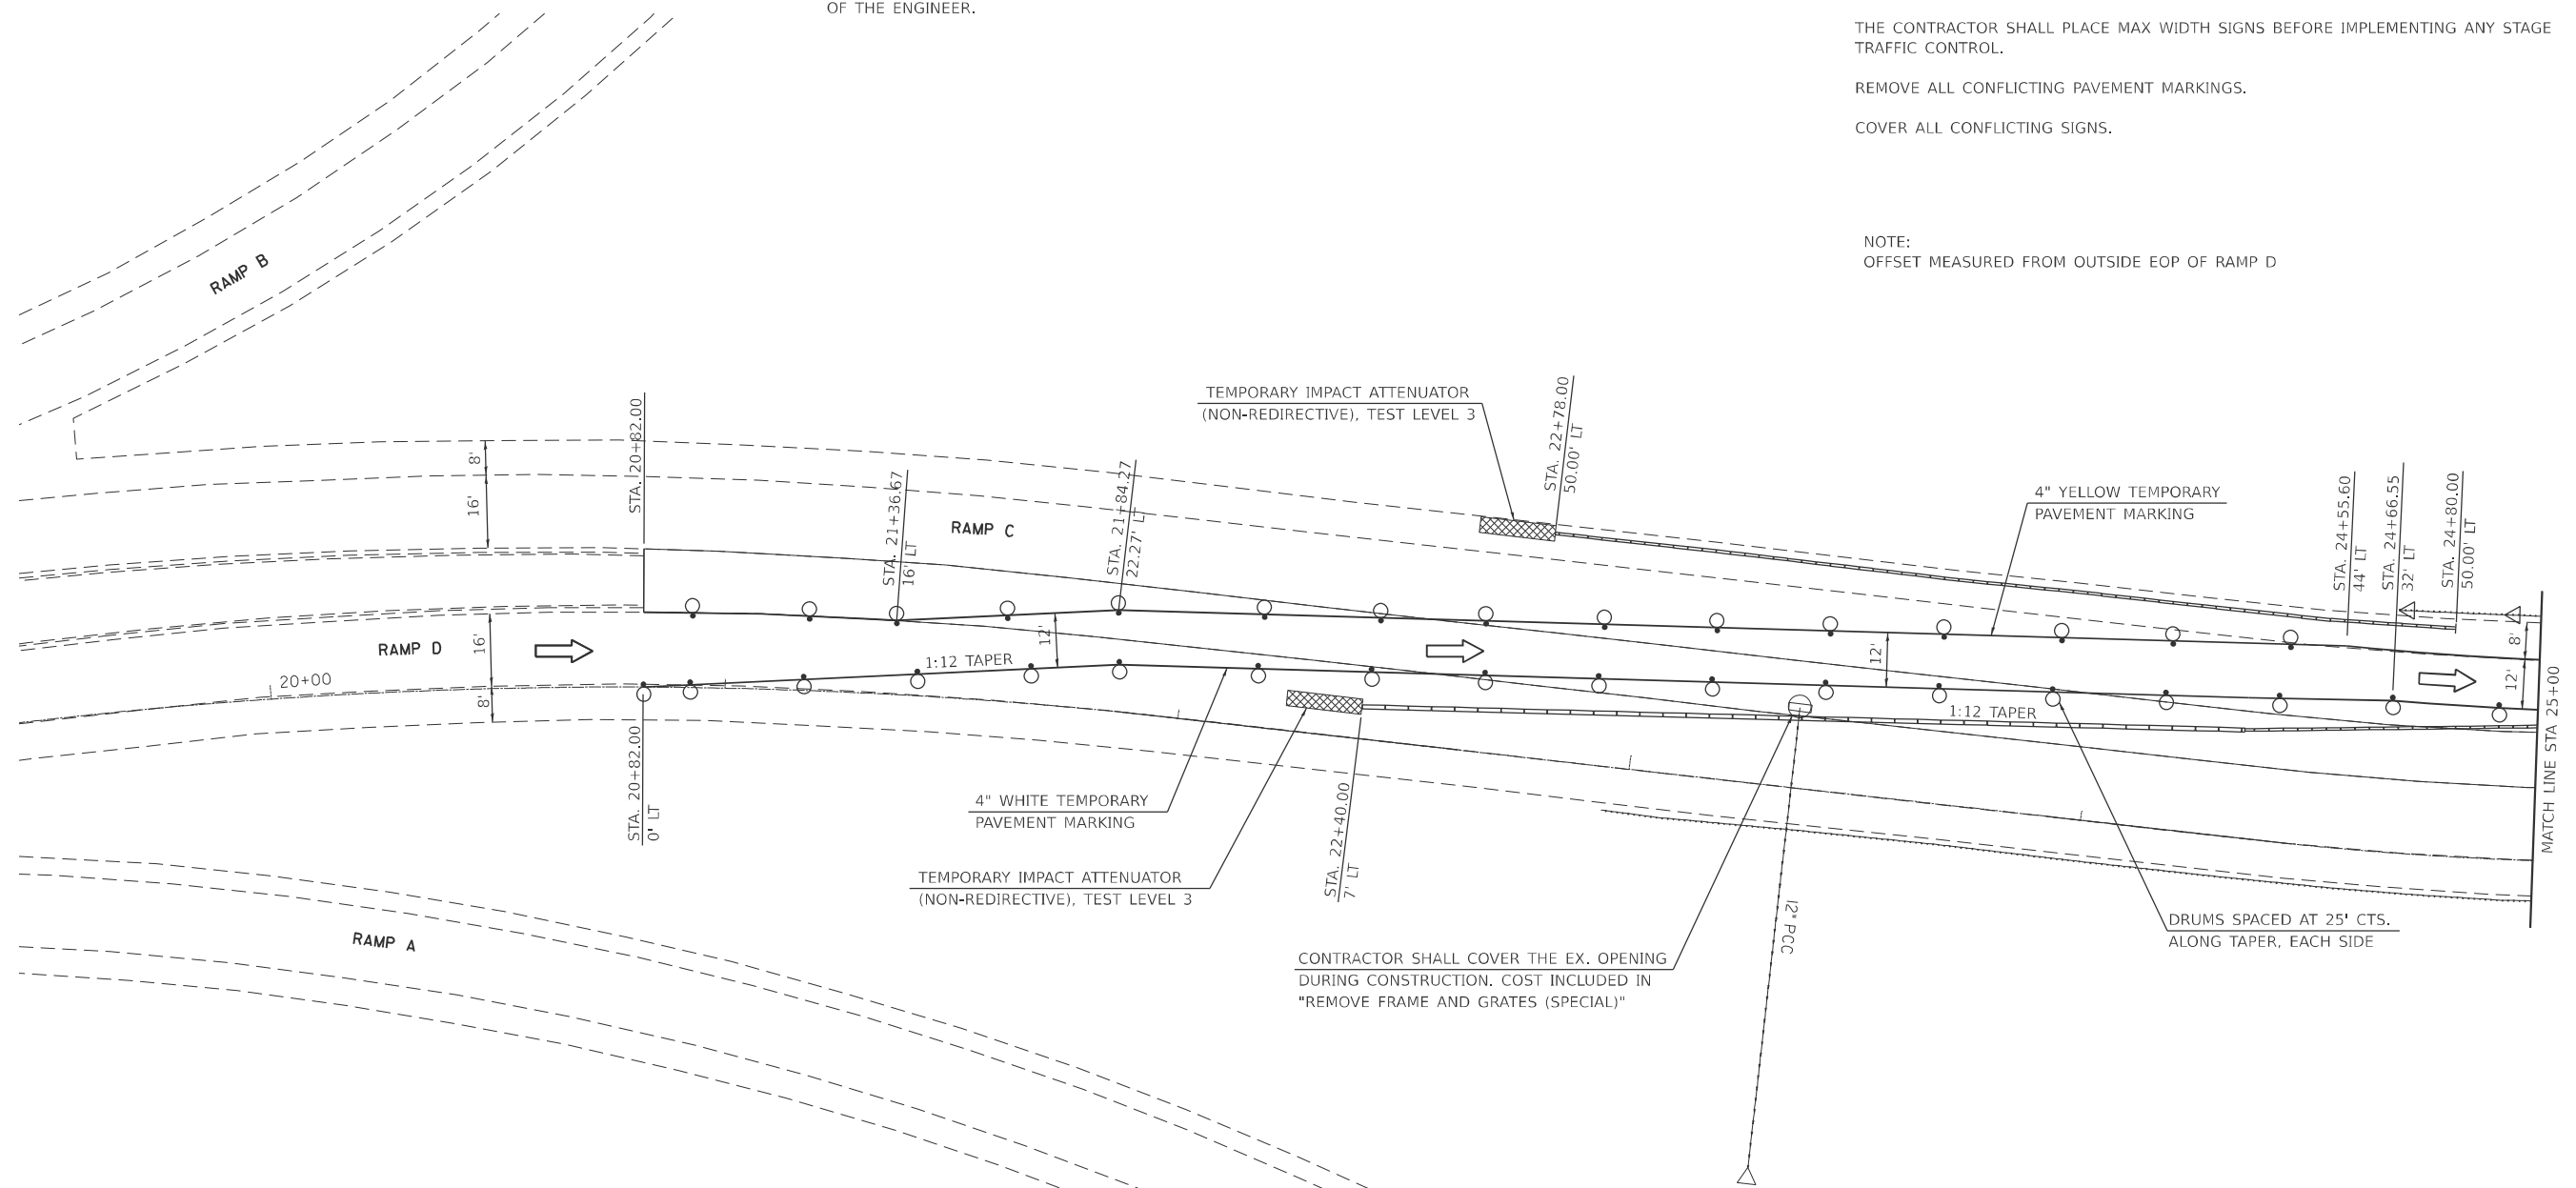 OF THE ENGINEER.
THE CONTRACTOR SHALL PLACE MAX WIDTH SIGNS BEFORE IMPLEMENTING ANY STAGE
TRAFFIC CONTROL.
REMOVE ALL CONFLICTING PAVEMENT MARKINGS.
COVER ALL CONFLICTING SIGNS.
NOTE:
OFFSET MEASURED FROM OUTSIDE EOP OF RAMP D
RAMP B
TEMPORARY IMPACT ATTENUATOR
(NON-REDIRECTIVE), TEST LEVEL 3
STA. 22+78.00
50.00' LT
STA. 20+82.00
8'
16'
STA. 21+36.67
16' LT
STA. 21+84.27
22.27' LT
RAMP C
4" YELLOW TEMPORARY
PAVEMENT MARKING
STA. 24+55.60
44' LT
STA. 24+66.55
32' LT
STA. 24+80.00
50.00' LT
RAMP D
16'
8'
20+00
1:12 TAPER
12'
12'
8'
12'
1:12 TAPER
MATCH LINE STA 25+00
STA. 20+82.00
0' LT
4" WHITE TEMPORARY
PAVEMENT MARKING
STA. 22+40.00
7' LT
TEMPORARY IMPACT ATTENUATOR
(NON-REDIRECTIVE), TEST LEVEL 3
12" PCC
DRUMS SPACED AT 25' CTS.
ALONG TAPER, EACH SIDE
RAMP A
CONTRACTOR SHALL COVER THE EX. OPENING
DURING CONSTRUCTION. COST INCLUDED IN
"REMOVE FRAME AND GRATES (SPECIAL)"